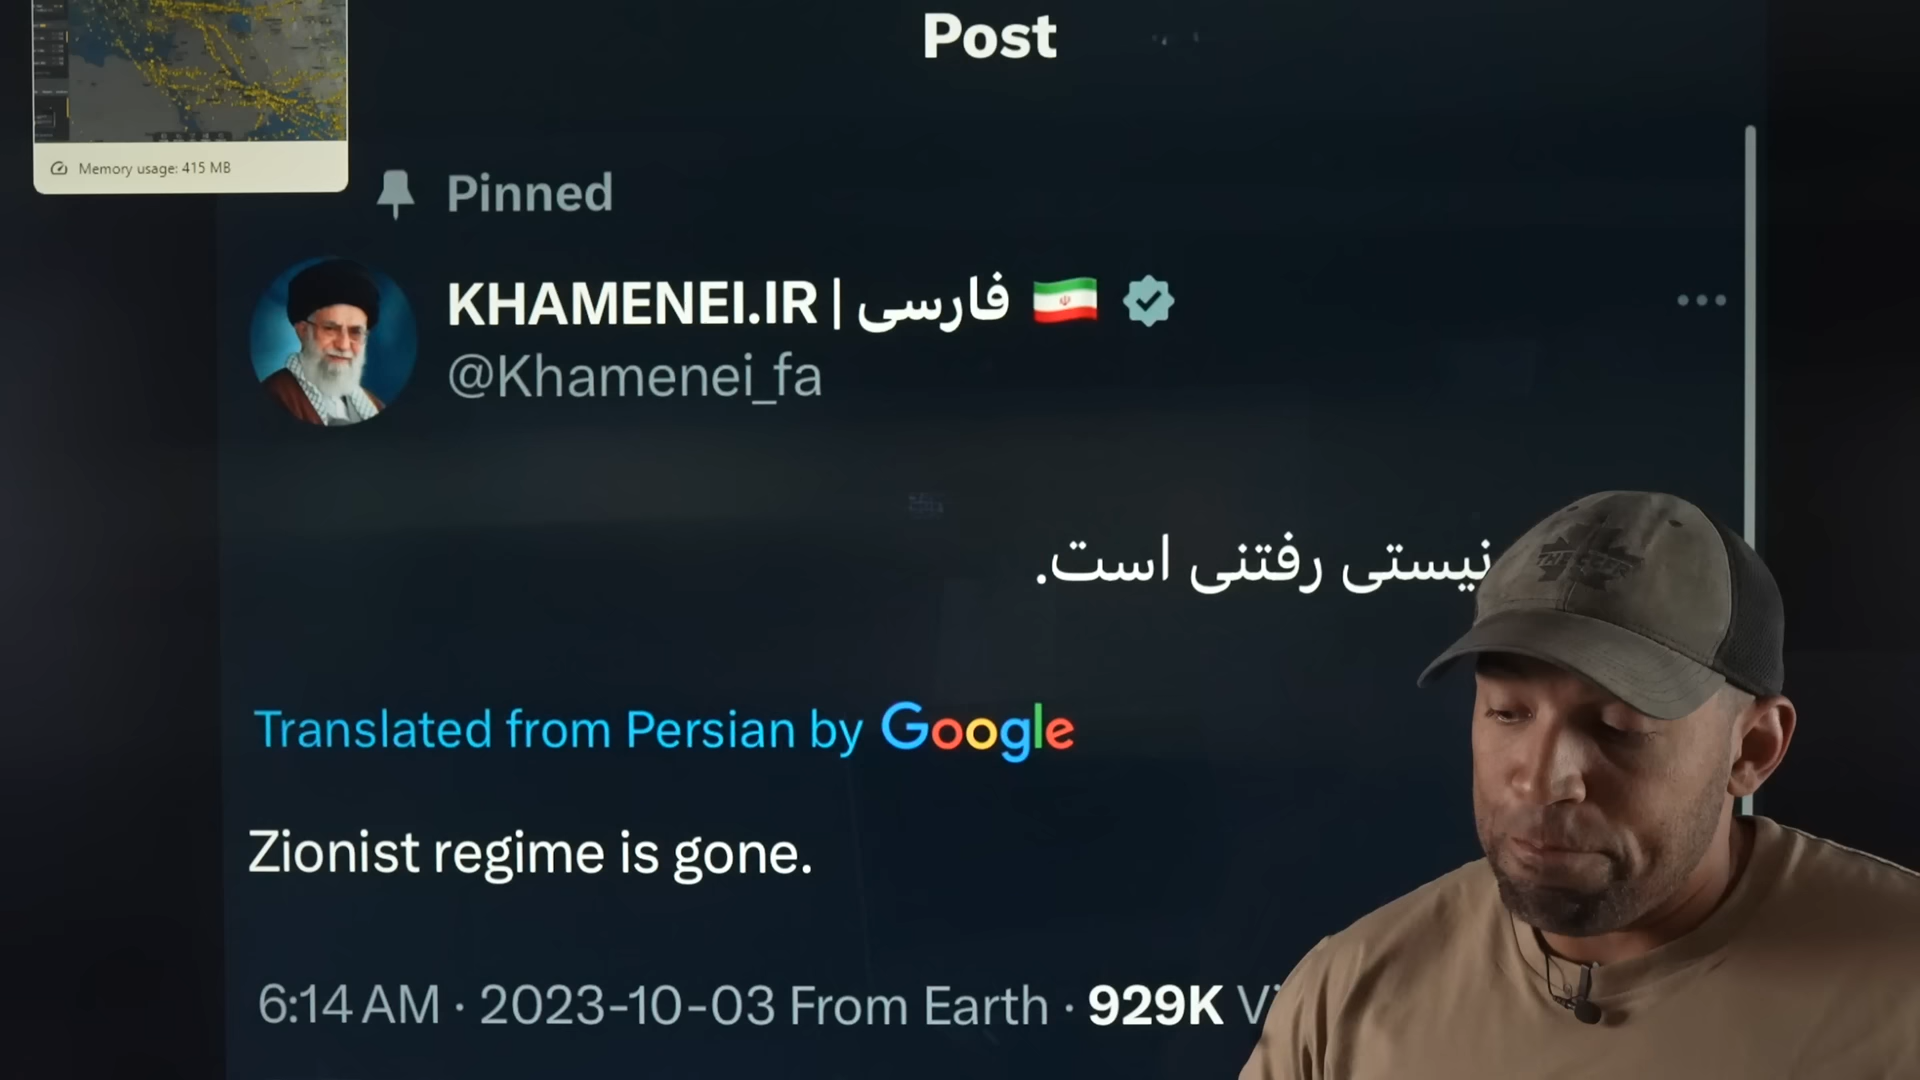 Post
Memory usage: 415 MB
Pinned
KHAMENEI.IR | فارسی
@Khamenei_fa
نیستی رفتنی است.
Translated from Persian by Google
Zionist regime is gone.
6:14 AM · 2023-10-03 From Earth · 929K